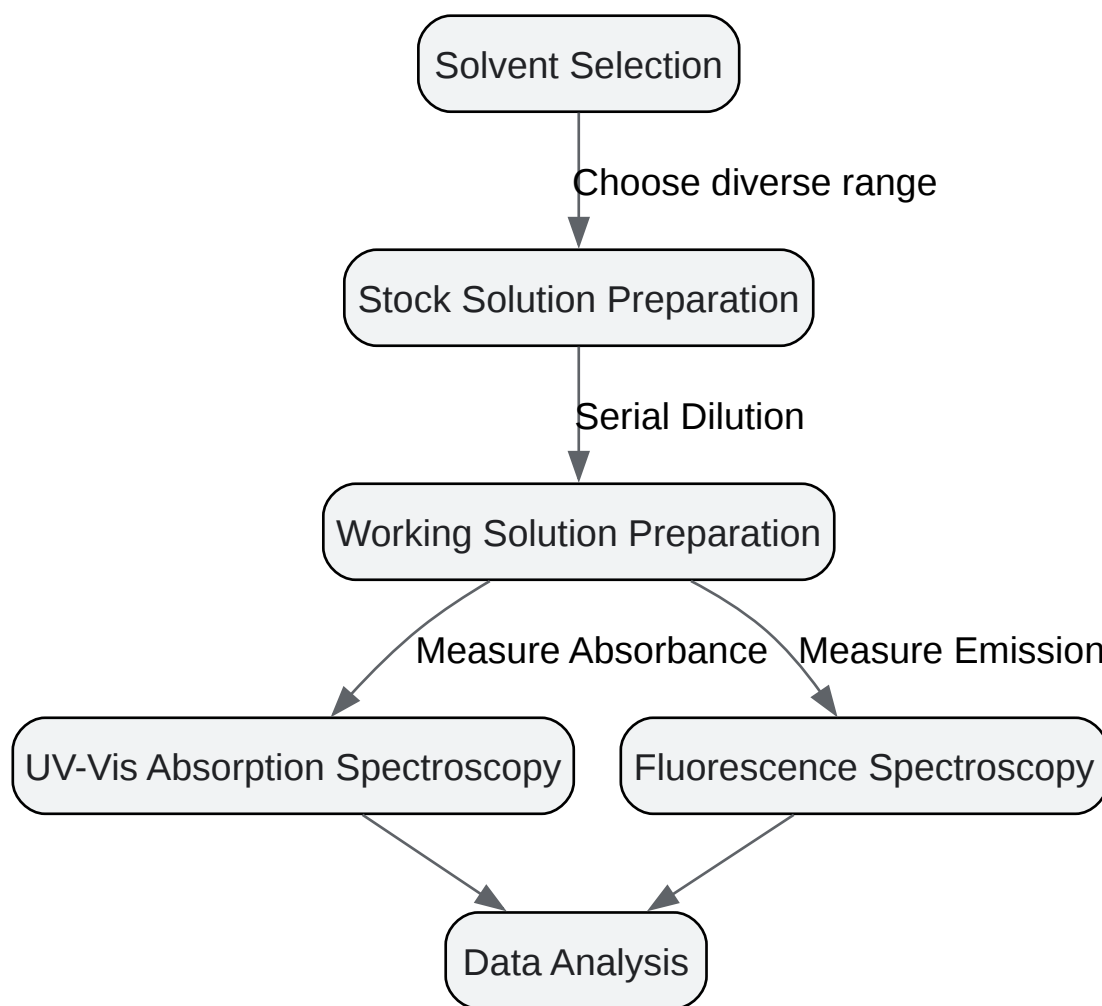 Solvent Selection
Choose diverse range
Stock Solution Preparation
Serial Dilution
Working Solution Preparation
Measure Absorbance
Measure Emission
UV-Vis Absorption Spectroscopy
Fluorescence Spectroscopy
Data Analysis